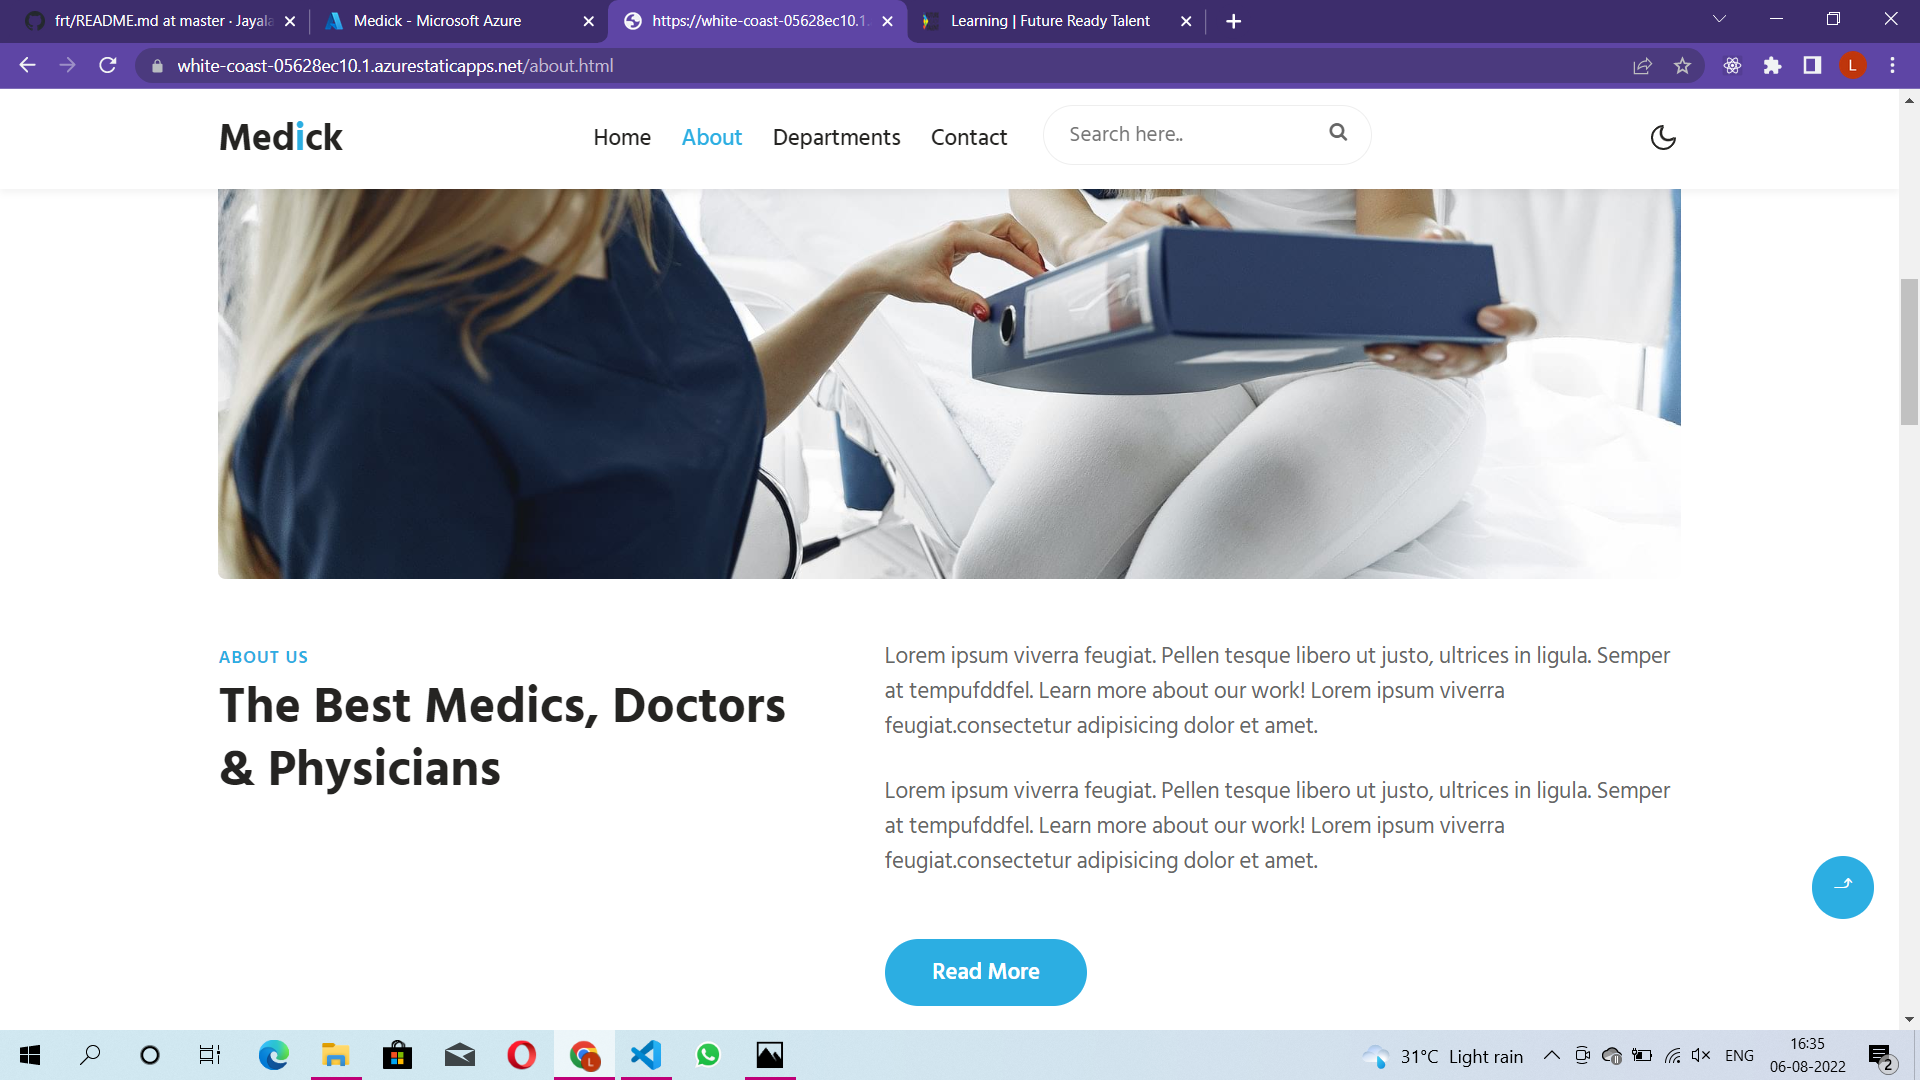 frt/README.md at master · Jayala
Medick - Microsoft Azure
https://white-coast-05628ec10.1.
Learning | Future Ready Talent
white-coast-05628ec10.1.azurestaticapps.net/about.html
L
Medick
Home
About
Departments
Contact
Search here..
ABOUT US
The Best Medics, Doctors
& Physicians
Lorem ipsum viverra feugiat. Pellen tesque libero ut justo, ultrices in ligula. Semper
at tempufddfel. Learn more about our work! Lorem ipsum viverra
feugiat.consectetur adipisicing dolor et amet.
Lorem ipsum viverra feugiat. Pellen tesque libero ut justo, ultrices in ligula. Semper
at tempufddfel. Learn more about our work! Lorem ipsum viverra
feugiat.consectetur adipisicing dolor et amet.
Read More
L
31°C Light rain
ENG
16:35
06-08-2022
2